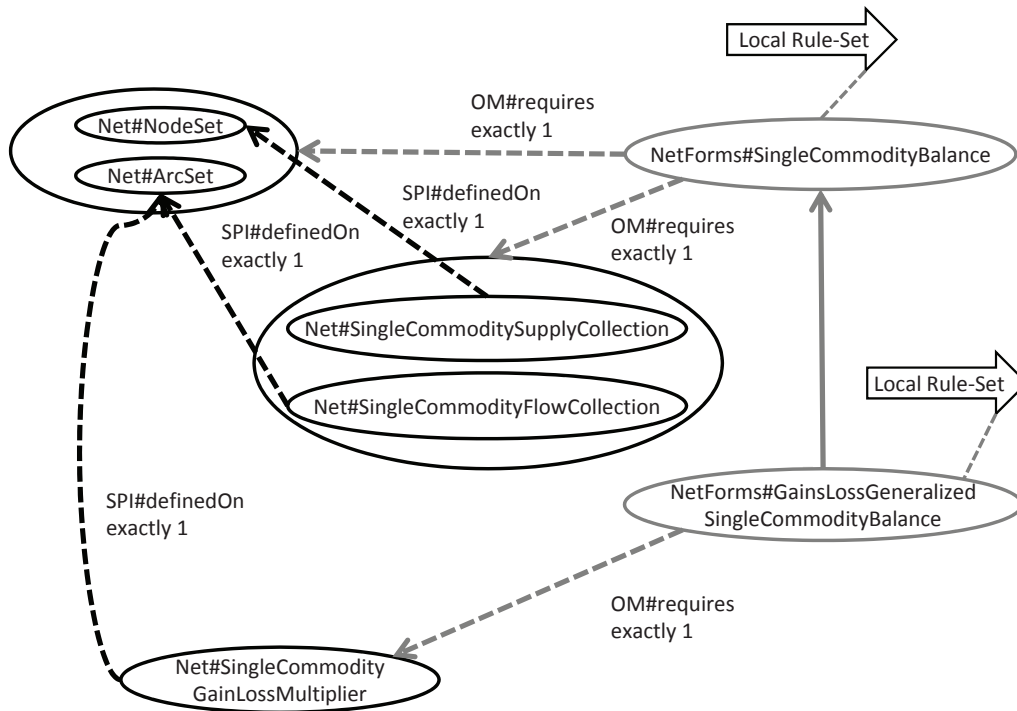 Local Rule-Set
OM#requires
exactly 1
Net#NodeSet
NetForms#SingleCommodityBalance
Net#ArcSet
SPI#definedOn
exactly 1
SPI#definedOn
exactly 1
OM#requires
exactly 1
Net#SingleCommoditySupplyCollection
Local Rule-Set
Net#SingleCommodityFlowCollection
NetForms#GainsLossGeneralized
SingleCommodityBalance
SPI#definedOn
exactly 1
OM#requires
exactly 1
Net#SingleCommodity
GainLossMultiplier